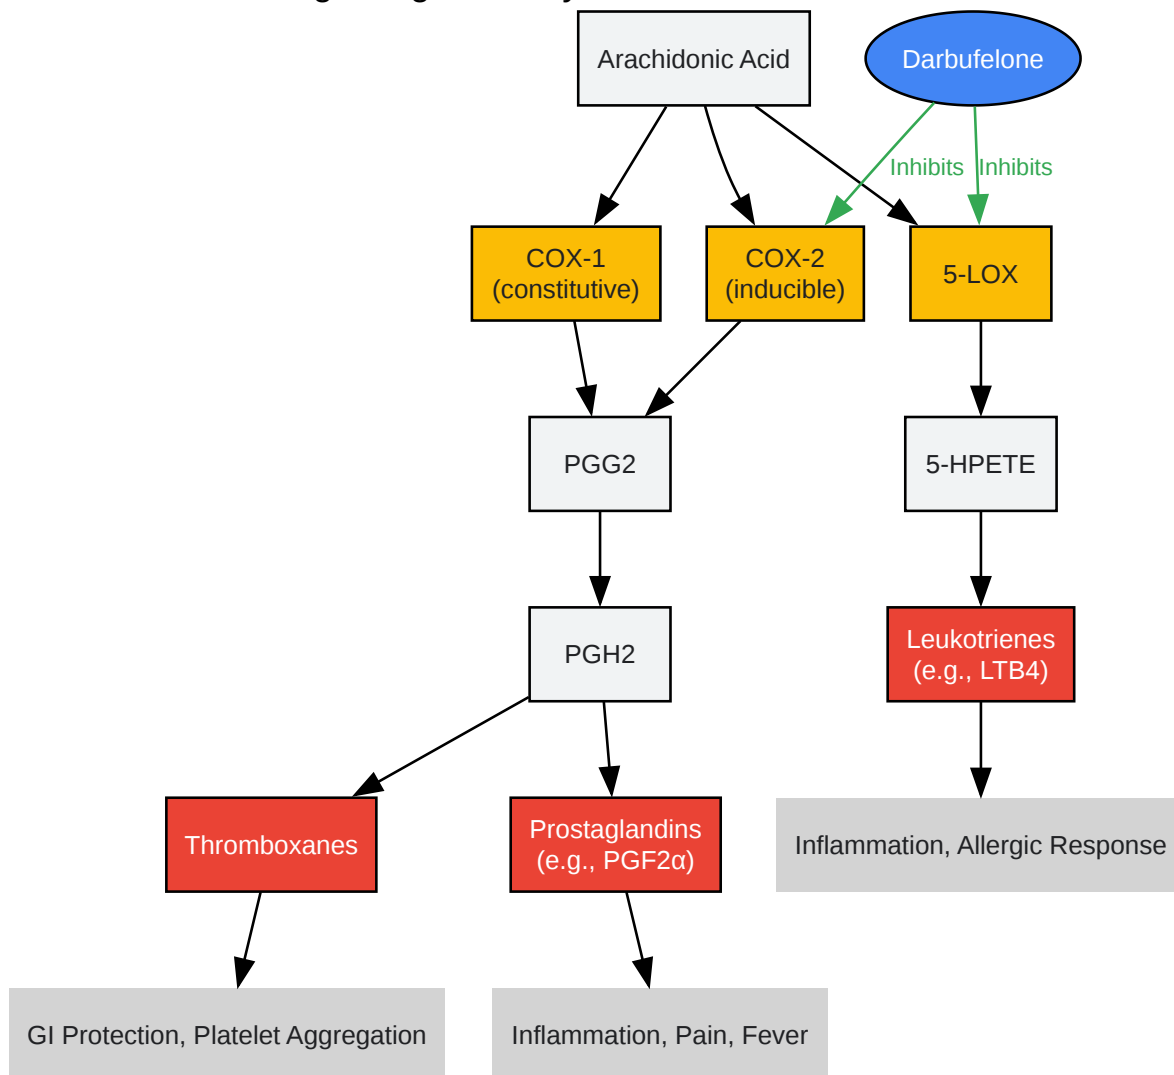 Arachidonic Acid
Darbufelone
Inhibits
Inhibits
COX-1
(constitutive)
COX-2
(inducible)
5-LOX
PGG2
5-HPETE
PGH2
Leukotrienes
(e.g., LTB4)
Thromboxanes
Prostaglandins
(e.g., PGF2α)
Inflammation, Allergic Response
GI Protection, Platelet Aggregation
Inflammation, Pain, Fever